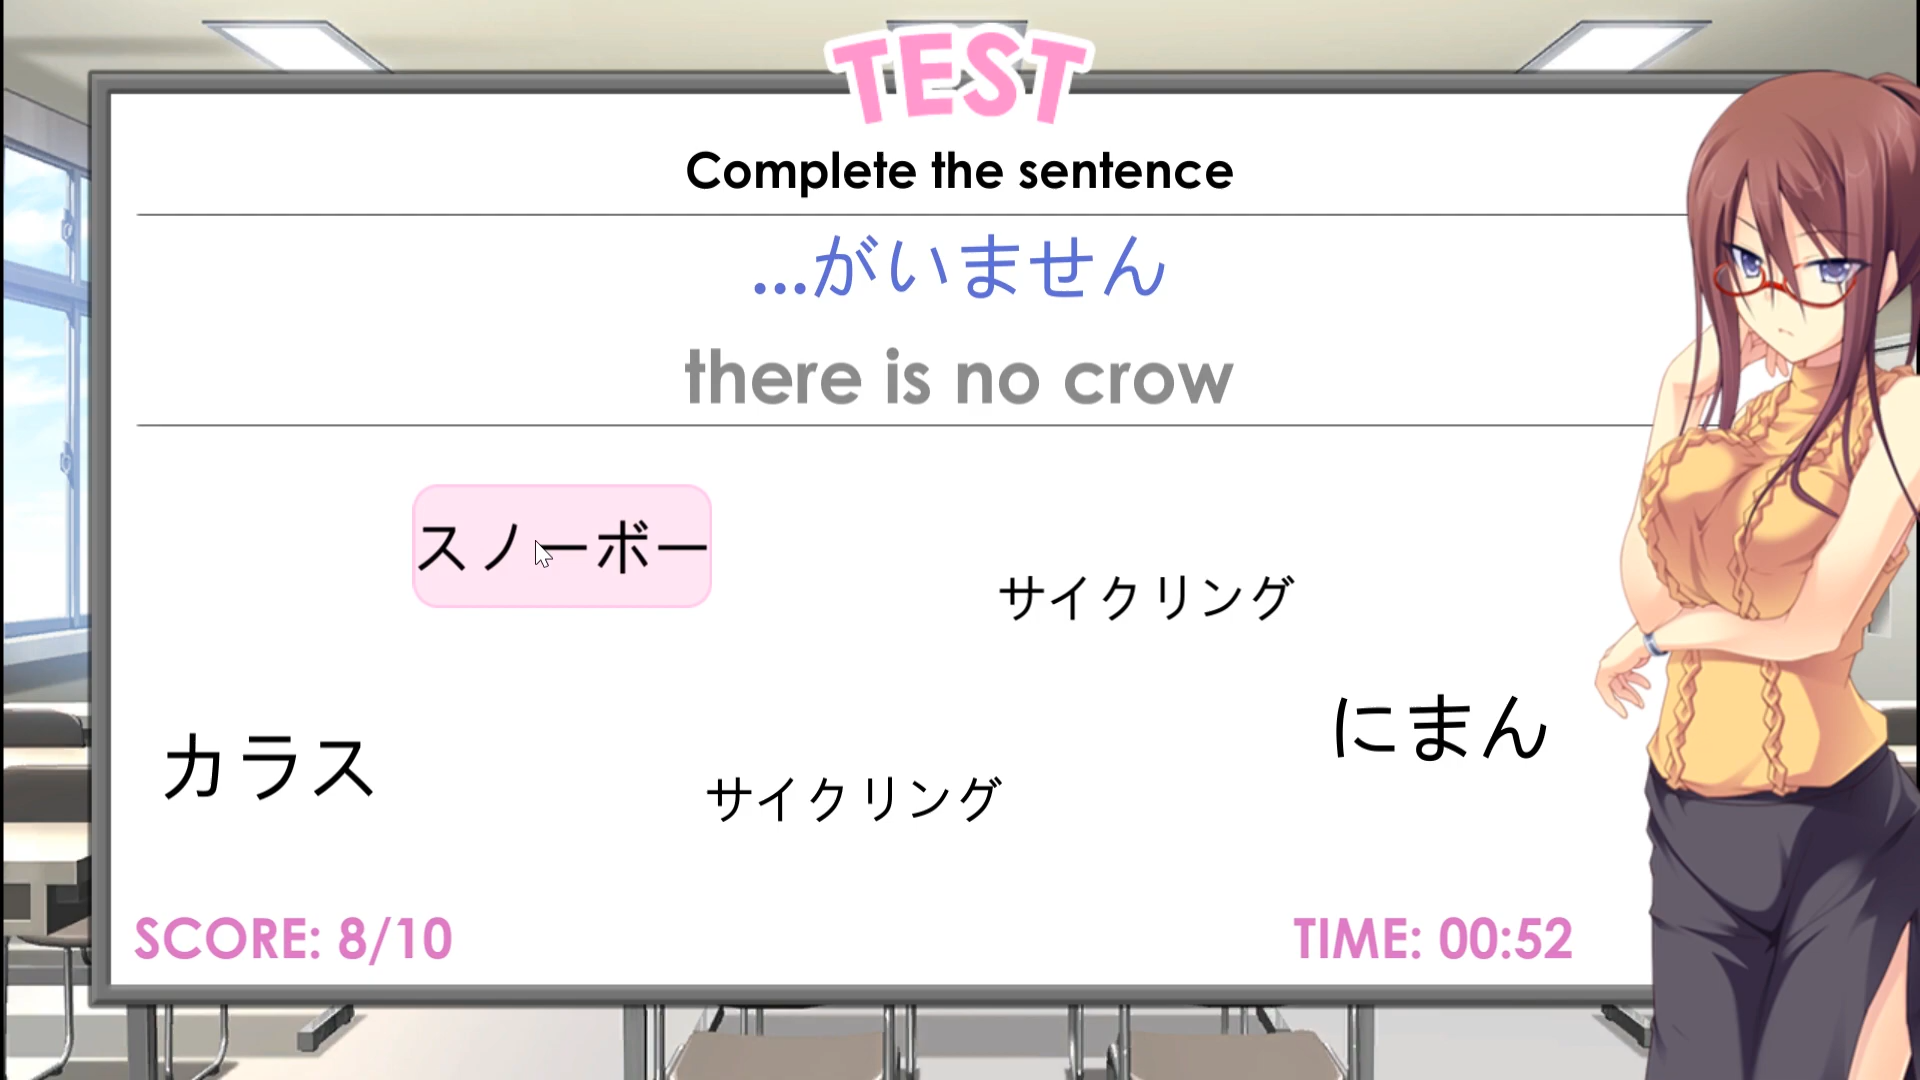 TEST
Complete the sentence
...がいません
there is no crow
スノーボー
サイクリング
にまん
カラス
サイクリング
SCORE: 8/10
TIME: 00:52